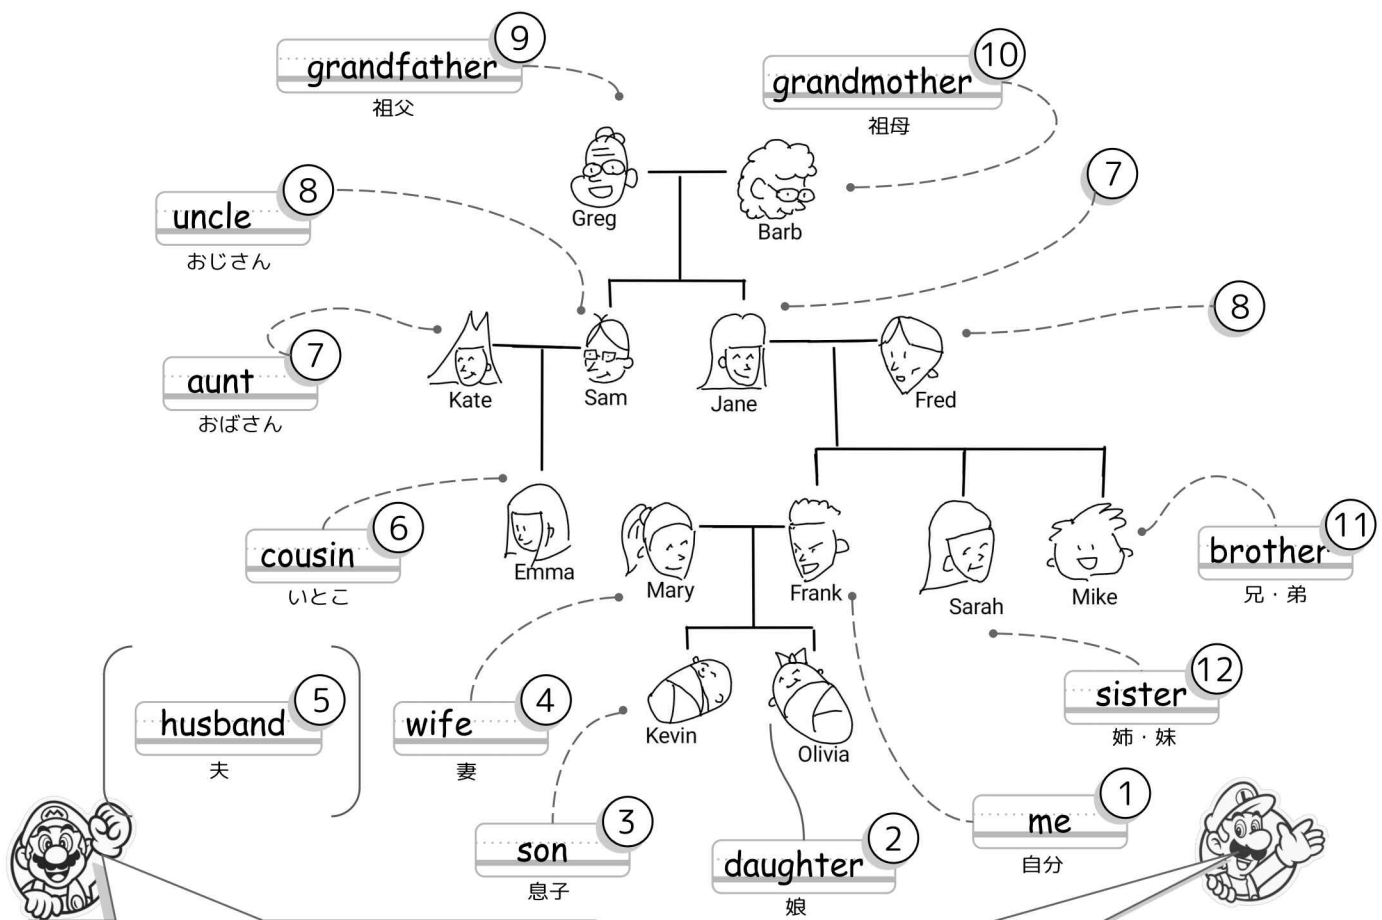 9
grandfather
祖父
10
grandmother
祖母
Greg
Barb
8
uncle
おじさん
7
8
7
aunt
おばさん
Kate
Sam
Jane
Fred
6
cousin
いとこ
Emma
Mary
Frank
Sarah
Mike
11
brother
兄・弟
5
husband
夫
4
wife
妻
Kevin
Olivia
12
sister
姉・妹
3
son
息子
2
daughter
娘
1
me
自分
M
L